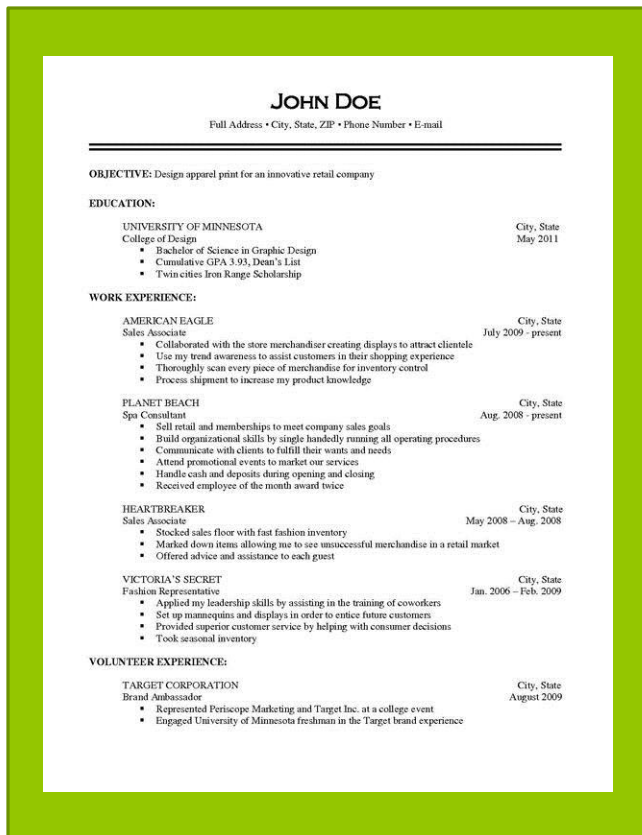 JOHN DOE
Full Address • City, State, ZIP • Phone Number • E-mail
OBJECTIVE: Design apparel print for an innovative retail company
EDUCATION:
UNIVERSITY OF MINNESOTA City, State
College of Design May 2011
▪ Bachelor of Science in Graphic Design
▪ Cumulative GPA 3.93, Dean's List
▪ Twin cities Iron Range Scholarship
WORK EXPERIENCE:
AMERICAN EAGLE City, State
Sales Associate July 2009 - present
▪ Collaborated with the store merchandiser creating displays to attract clientele
▪ Use my trend awareness to assist customers in their shopping experience
▪ Thoroughly scan every piece of merchandise for inventory control
▪ Process shipment to increase my product knowledge
PLANET BEACH City, State
Spa Consultant Aug. 2008 - present
▪ Sell retail and memberships to meet company sales goals
▪ Build organizational skills by single handedly running all operating procedures
▪ Communicate with clients to fulfill their wants and needs
▪ Attend promotional events to market our services
▪ Handle cash and deposits during opening and closing
▪ Received employee of the month award twice
HEARTBREAKER City, State
Sales Associate May 2008 – Aug. 2008
▪ Stocked sales floor with fast fashion inventory
▪ Marked down items allowing me to see unsuccessful merchandise in a retail market
▪ Offered advice and assistance to each guest
VICTORIA'S SECRET City, State
Fashion Representative Jan. 2006 – Feb. 2009
▪ Applied my leadership skills by assisting in the training of coworkers
▪ Set up mannequins and displays in order to entice future customers
▪ Provided superior customer service by helping with consumer decisions
▪ Took seasonal inventory
VOLUNTEER EXPERIENCE:
TARGET CORPORATION City, State
Brand Ambassador August 2009
▪ Represented Periscope Marketing and Target Inc. at a college event
▪ Engaged University of Minnesota freshman in the Target brand experience